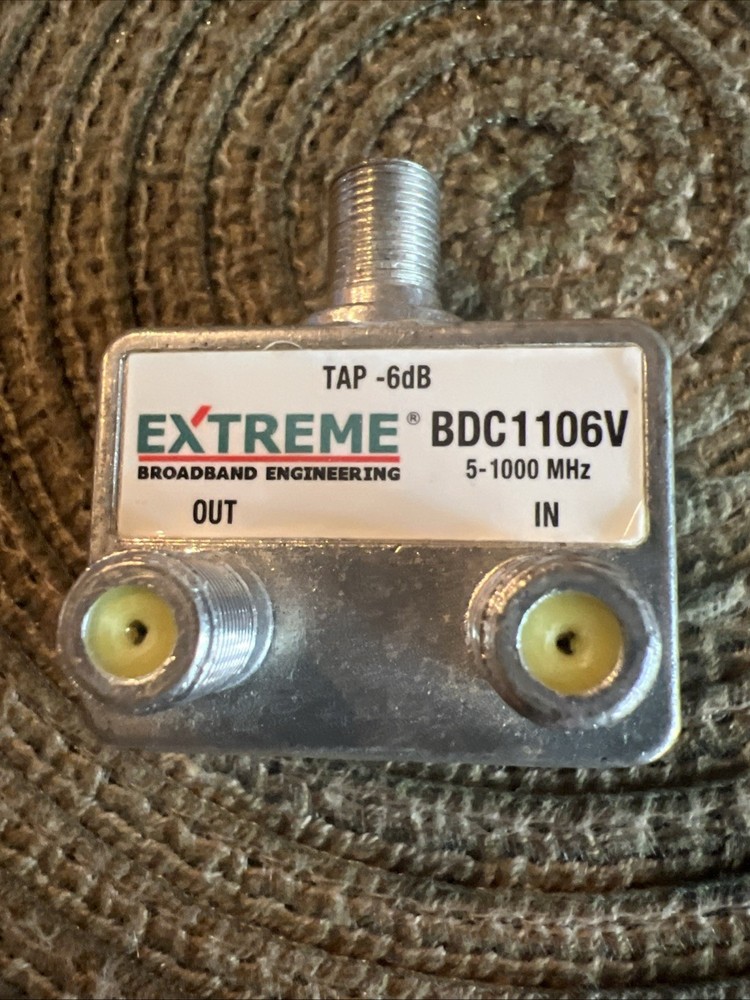 TAP -6dB
EXTREME® BDC1106V
BROADBAND ENGINEERING 5-1000 MHz
OUT IN